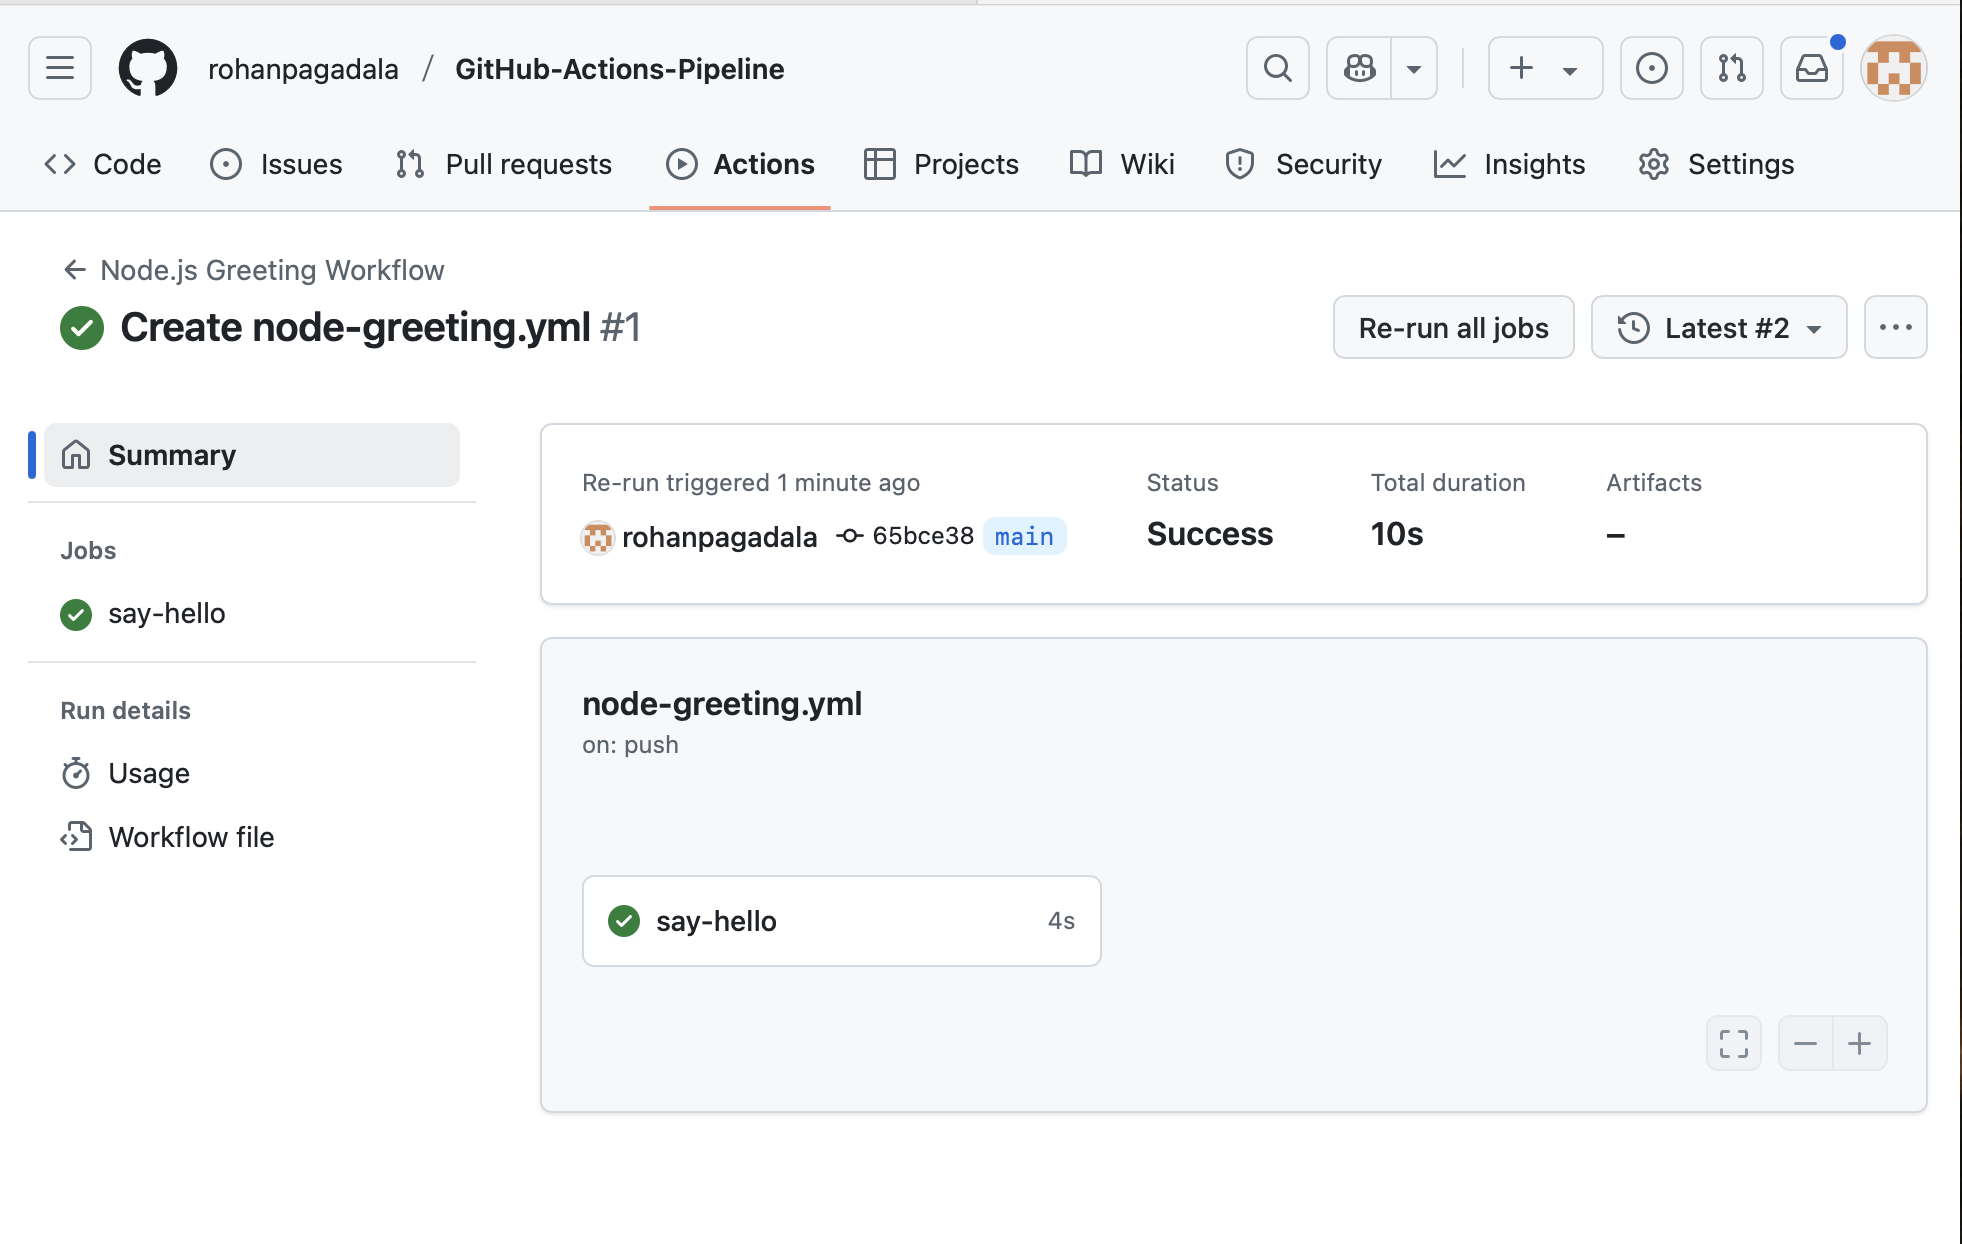 rohanpagadala / GitHub-Actions-Pipeline
Code Issues Pull requests Actions Projects Wiki Security Insights Settings
Node.js Greeting Workflow
Create node-greeting.yml #1
Re-run all jobs
Latest #2
Summary
Jobs
say-hello
Run details
Usage
Workflow file
Re-run triggered 1 minute ago
rohanpagadala 65bce38 main
Status
Success
Total duration
10s
Artifacts
–
node-greeting.yml
on: push
say-hello 4s